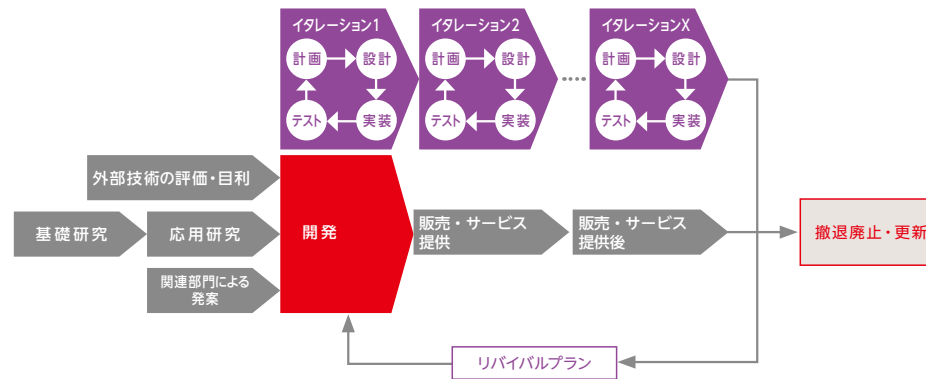 イタレーション1
計画
設計
テスト
実装
イタレーション2
計画
設計
テスト
実装
イタレーションX
計画
設計
テスト
実装
外部技術の評価・目利
基礎研究
応用研究
関連部門による
発案
開発
販売・サービス
提供
販売・サービス
提供後
撤退廃止・更新
リバイバルプラン